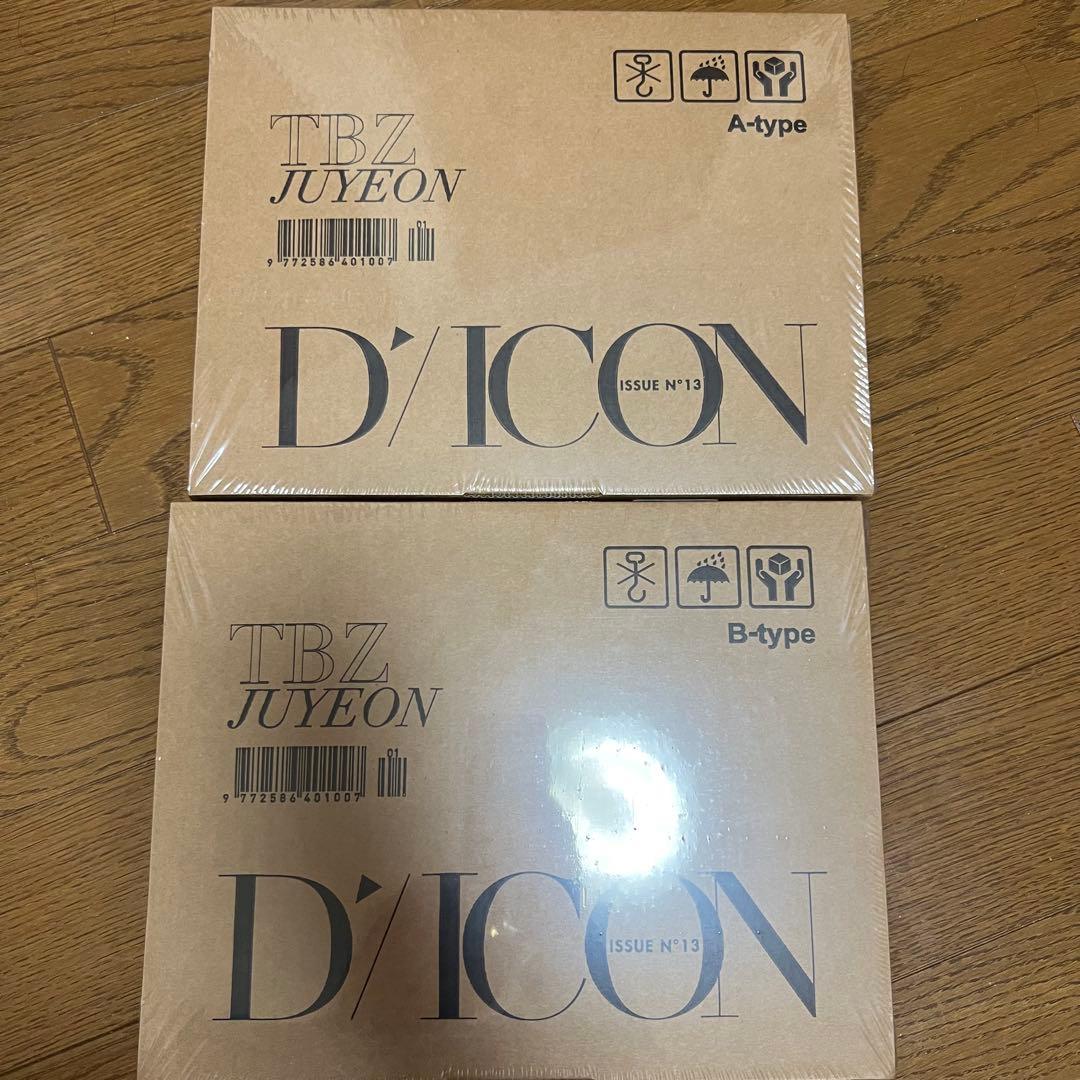 A-type
TBZ
JUYEON
01
9 772586 401007
D'/ICON
ISSUE N°13
B-type
TBZ
JUYEON
01
9 772586 401007
D'/ICON
ISSUE N°13